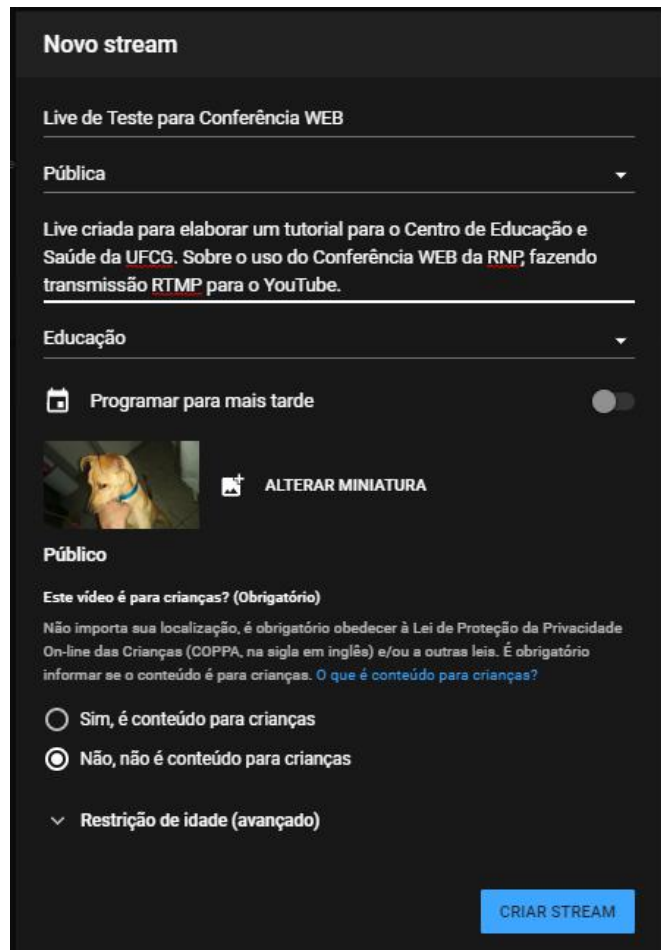 Novo stream
Live de Teste para Conferência WEB
Pública
Live criada para elaborar um tutorial para o Centro de Educação e
Saúde da UFCG. Sobre o uso do Conferência WEB da RNP, fazendo
transmissão RTMP para o YouTube.
Educação
Programar para mais tarde
ALTERAR MINIATURA
Público
Este vídeo é para crianças? (Obrigatório)
Não importa sua localização, é obrigatório obedecer à Lei de Proteção da Privacidade
On-line das Crianças (COPPA, na sigla em inglês) e/ou a outras leis. É obrigatório
informar se o conteúdo é para crianças. O que é conteúdo para crianças?
Sim, é conteúdo para crianças
Não, não é conteúdo para crianças
Restrição de idade (avançado)
CRIAR STREAM